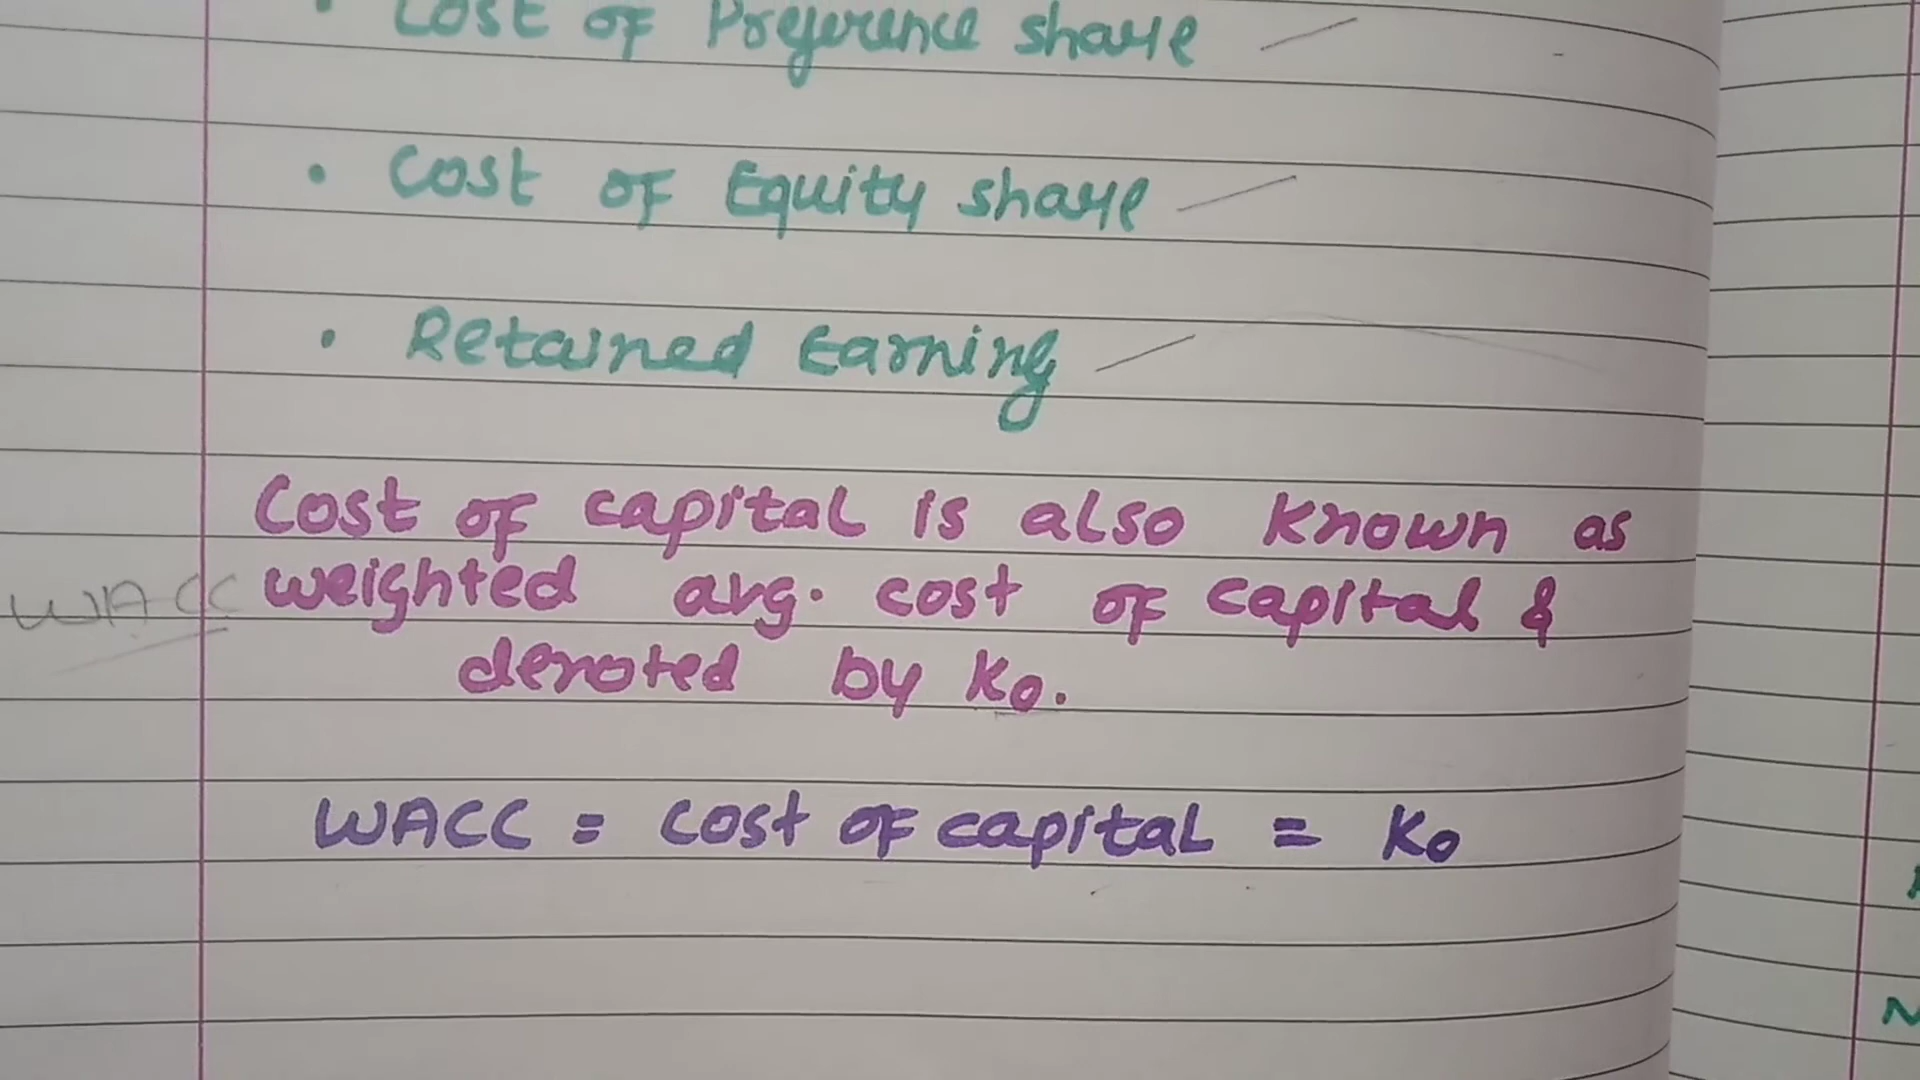 • Cost of Preference share
• Cost of Equity share
• Retained Earning
Cost of capital is also known as
WACC weighted avg. cost of capital &
denoted by Ko.
WACC = Cost of capital = Ko
N